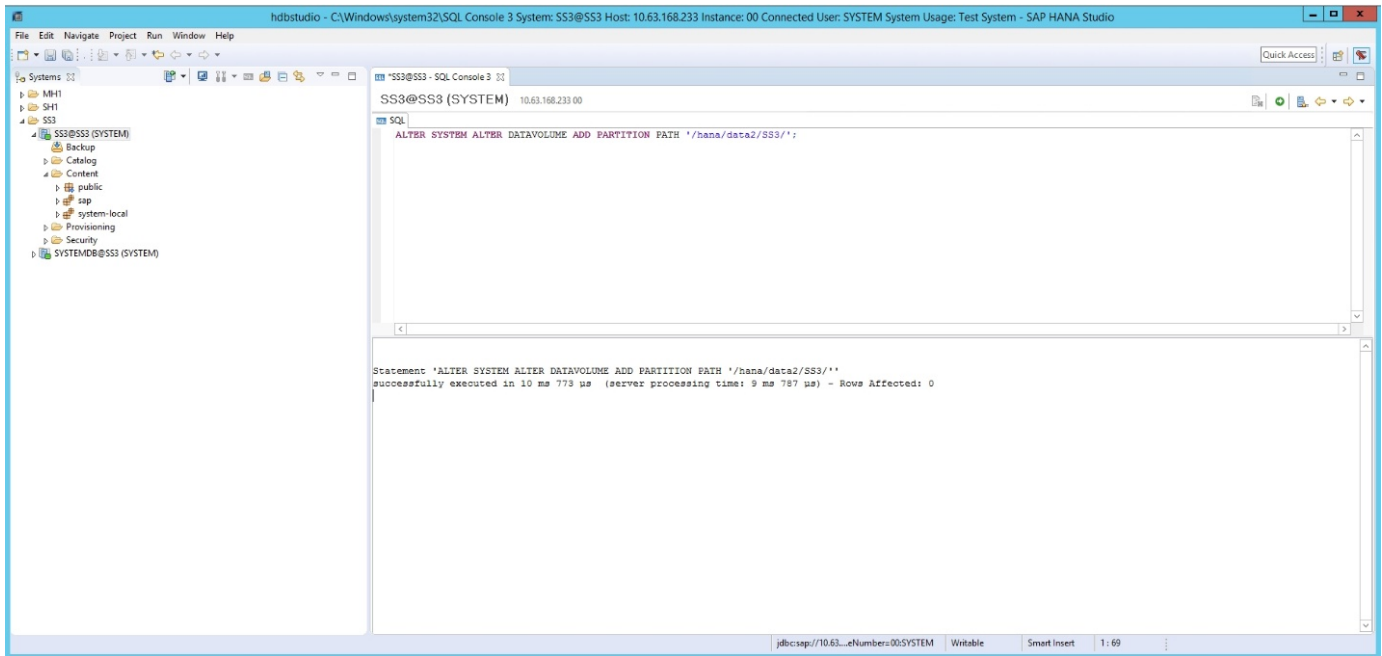 hdbstudio - C:\Windows\system32\SQL Console 3 System: SS3@SS3 Host: 10.63.168.233 Instance: 00 Connected User: SYSTEM System Usage: Test System - SAP HANA Studio
File Edit Navigate Project Run Window Help
Quick Access
Systems
MH1
SH1
SS3
SS3@SS3 (SYSTEM)
Backup
Catalog
Content
public
sap
system-local
Provisioning
Security
SYSTEMDB@SS3 (SYSTEM)
*SS3@SS3 - SQL Console 3
SS3@SS3 (SYSTEM) 10.63.168.233 00
SQL
ALTER SYSTEM ALTER DATAVOLUME ADD PARTITION PATH '/hana/data2/SS3/';
Statement 'ALTER SYSTEM ALTER DATAVOLUME ADD PARTITION PATH '/hana/data2/SS3/''
successfully executed in 10 ms 773 µs (server processing time: 9 ms 787 µs) - Rows Affected: 0
jdbc:sap://10.63....eNumber=00:SYSTEM Writable Smart Insert 1 : 69